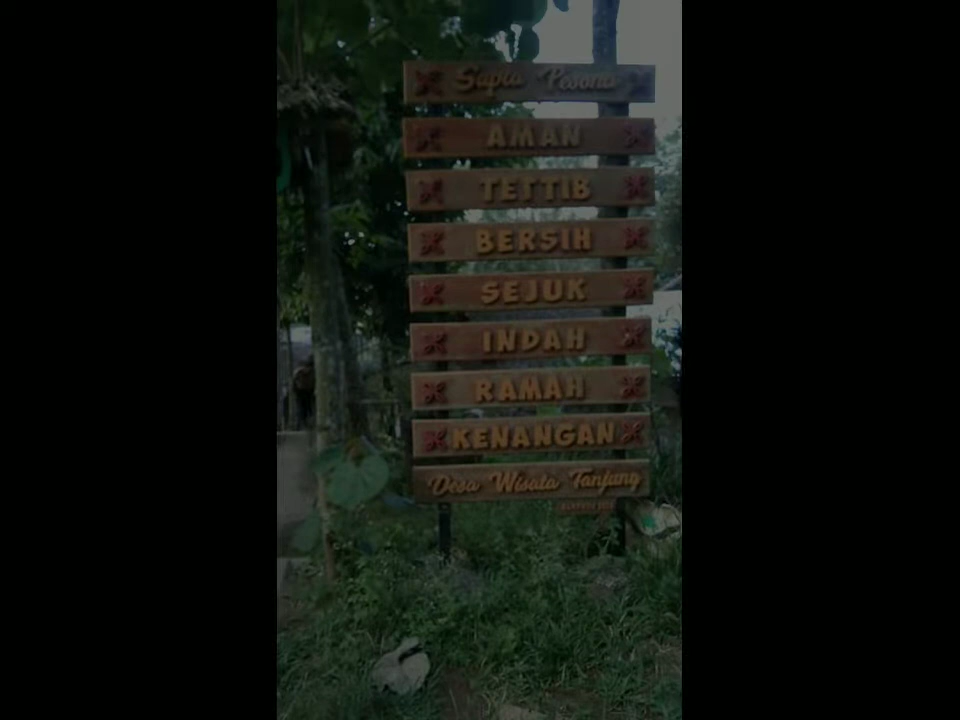 Sapta Pesona
AMAN
TETTIB
BERSIH
SEJUK
INDAH
RAMAH
KENANGAN
Desa Wisata Tanjung